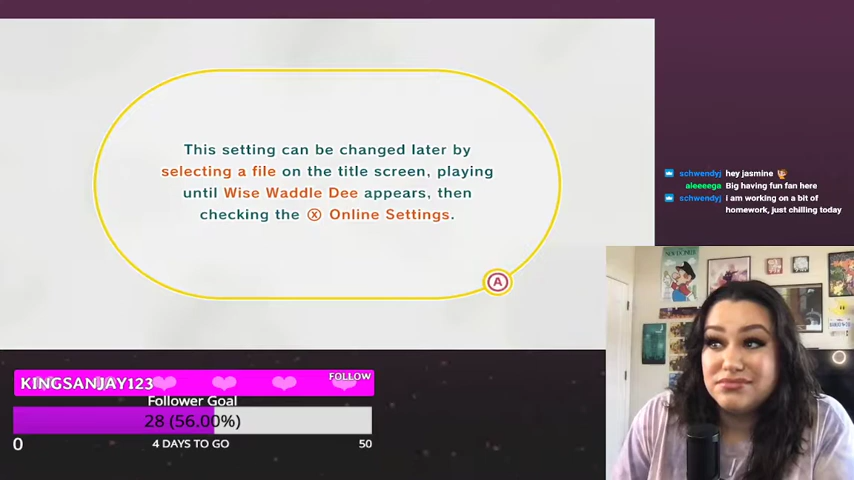 This setting can be changed later by
selecting a file on the title screen, playing
until Wise Waddle Dee appears, then
checking the Ⓧ Online Settings.
A
schwendyj hey jasmine
aleeeega Big having fun fan here
schwendyj i am working on a bit of
homework, just chilling today
KINGSANJAY123
FOLLOW
Follower Goal
28 (56.00%)
0
4 DAYS TO GO
50